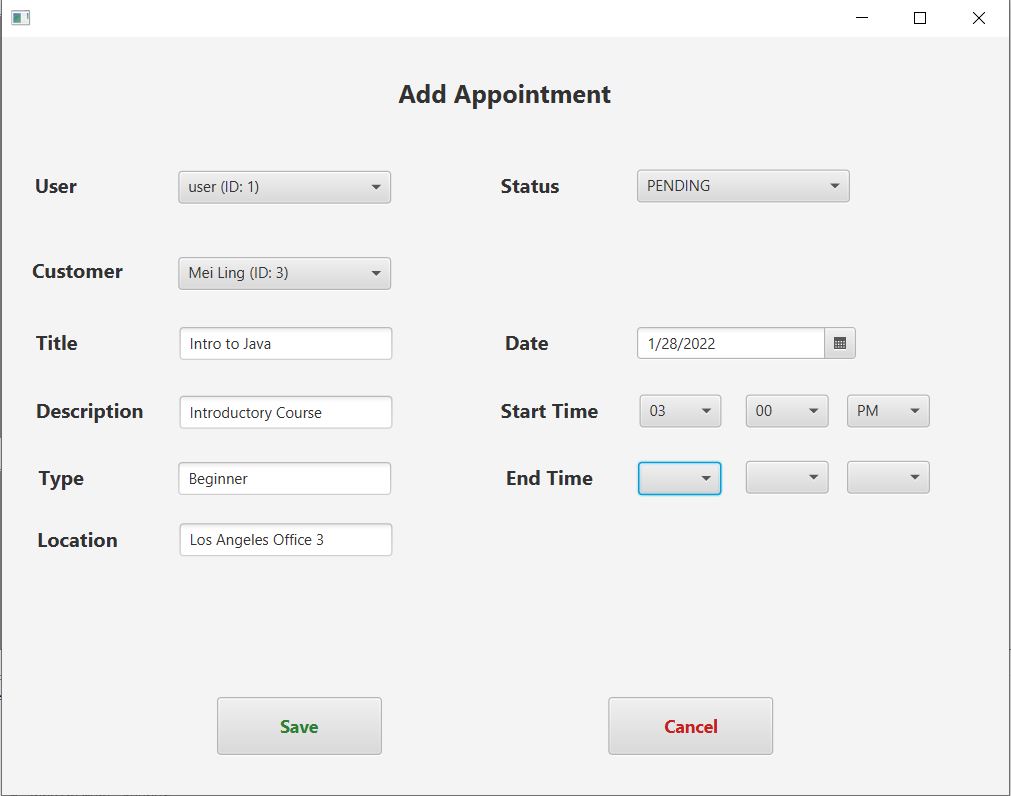 Add Appointment
User user (ID: 1) Status PENDING
Customer Mei Ling (ID: 3)
Title Intro to Java Date 1/28/2022
Description Introductory Course Start Time 03 00 PM
Type Beginner End Time
Location Los Angeles Office 3
Save Cancel